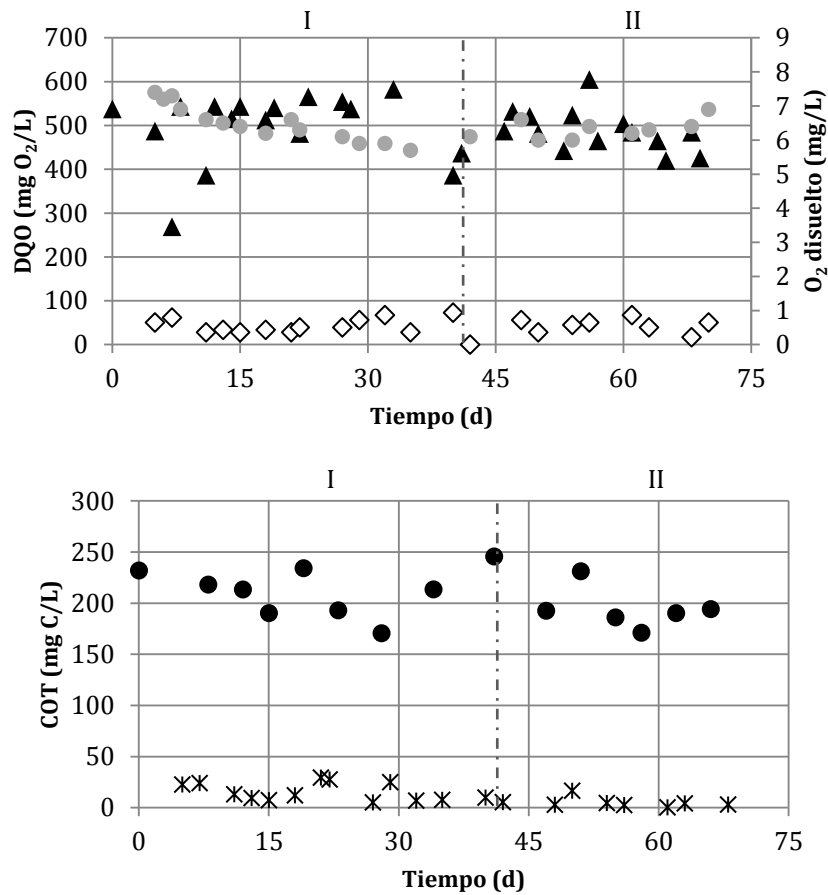 I II
700 9
600 8
500 7
400 6
300 5
200 4
100 3
0 2
1
0
DQO (mg O₂/L)
O₂ disuelto (mg/L)
0 15 30 45 60 75
Tiempo (d)
I II
300
250
200
150
100
50
0
COT (mg C/L)
0 15 30 45 60 75
Tiempo (d)